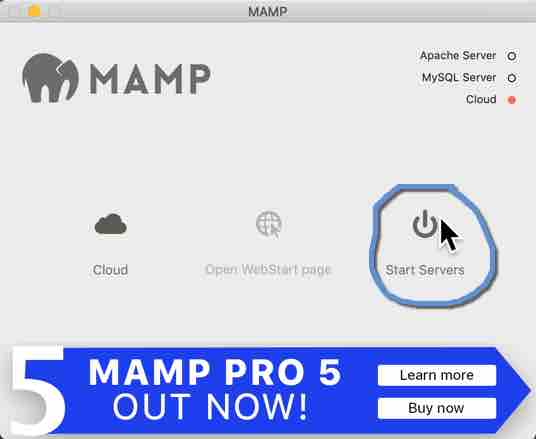 MAMP
MAMP
Apache Server
MySQL Server
Cloud
Cloud
Open WebStart page
Start Servers
5
MAMP PRO 5
OUT NOW!
Learn more
Buy now